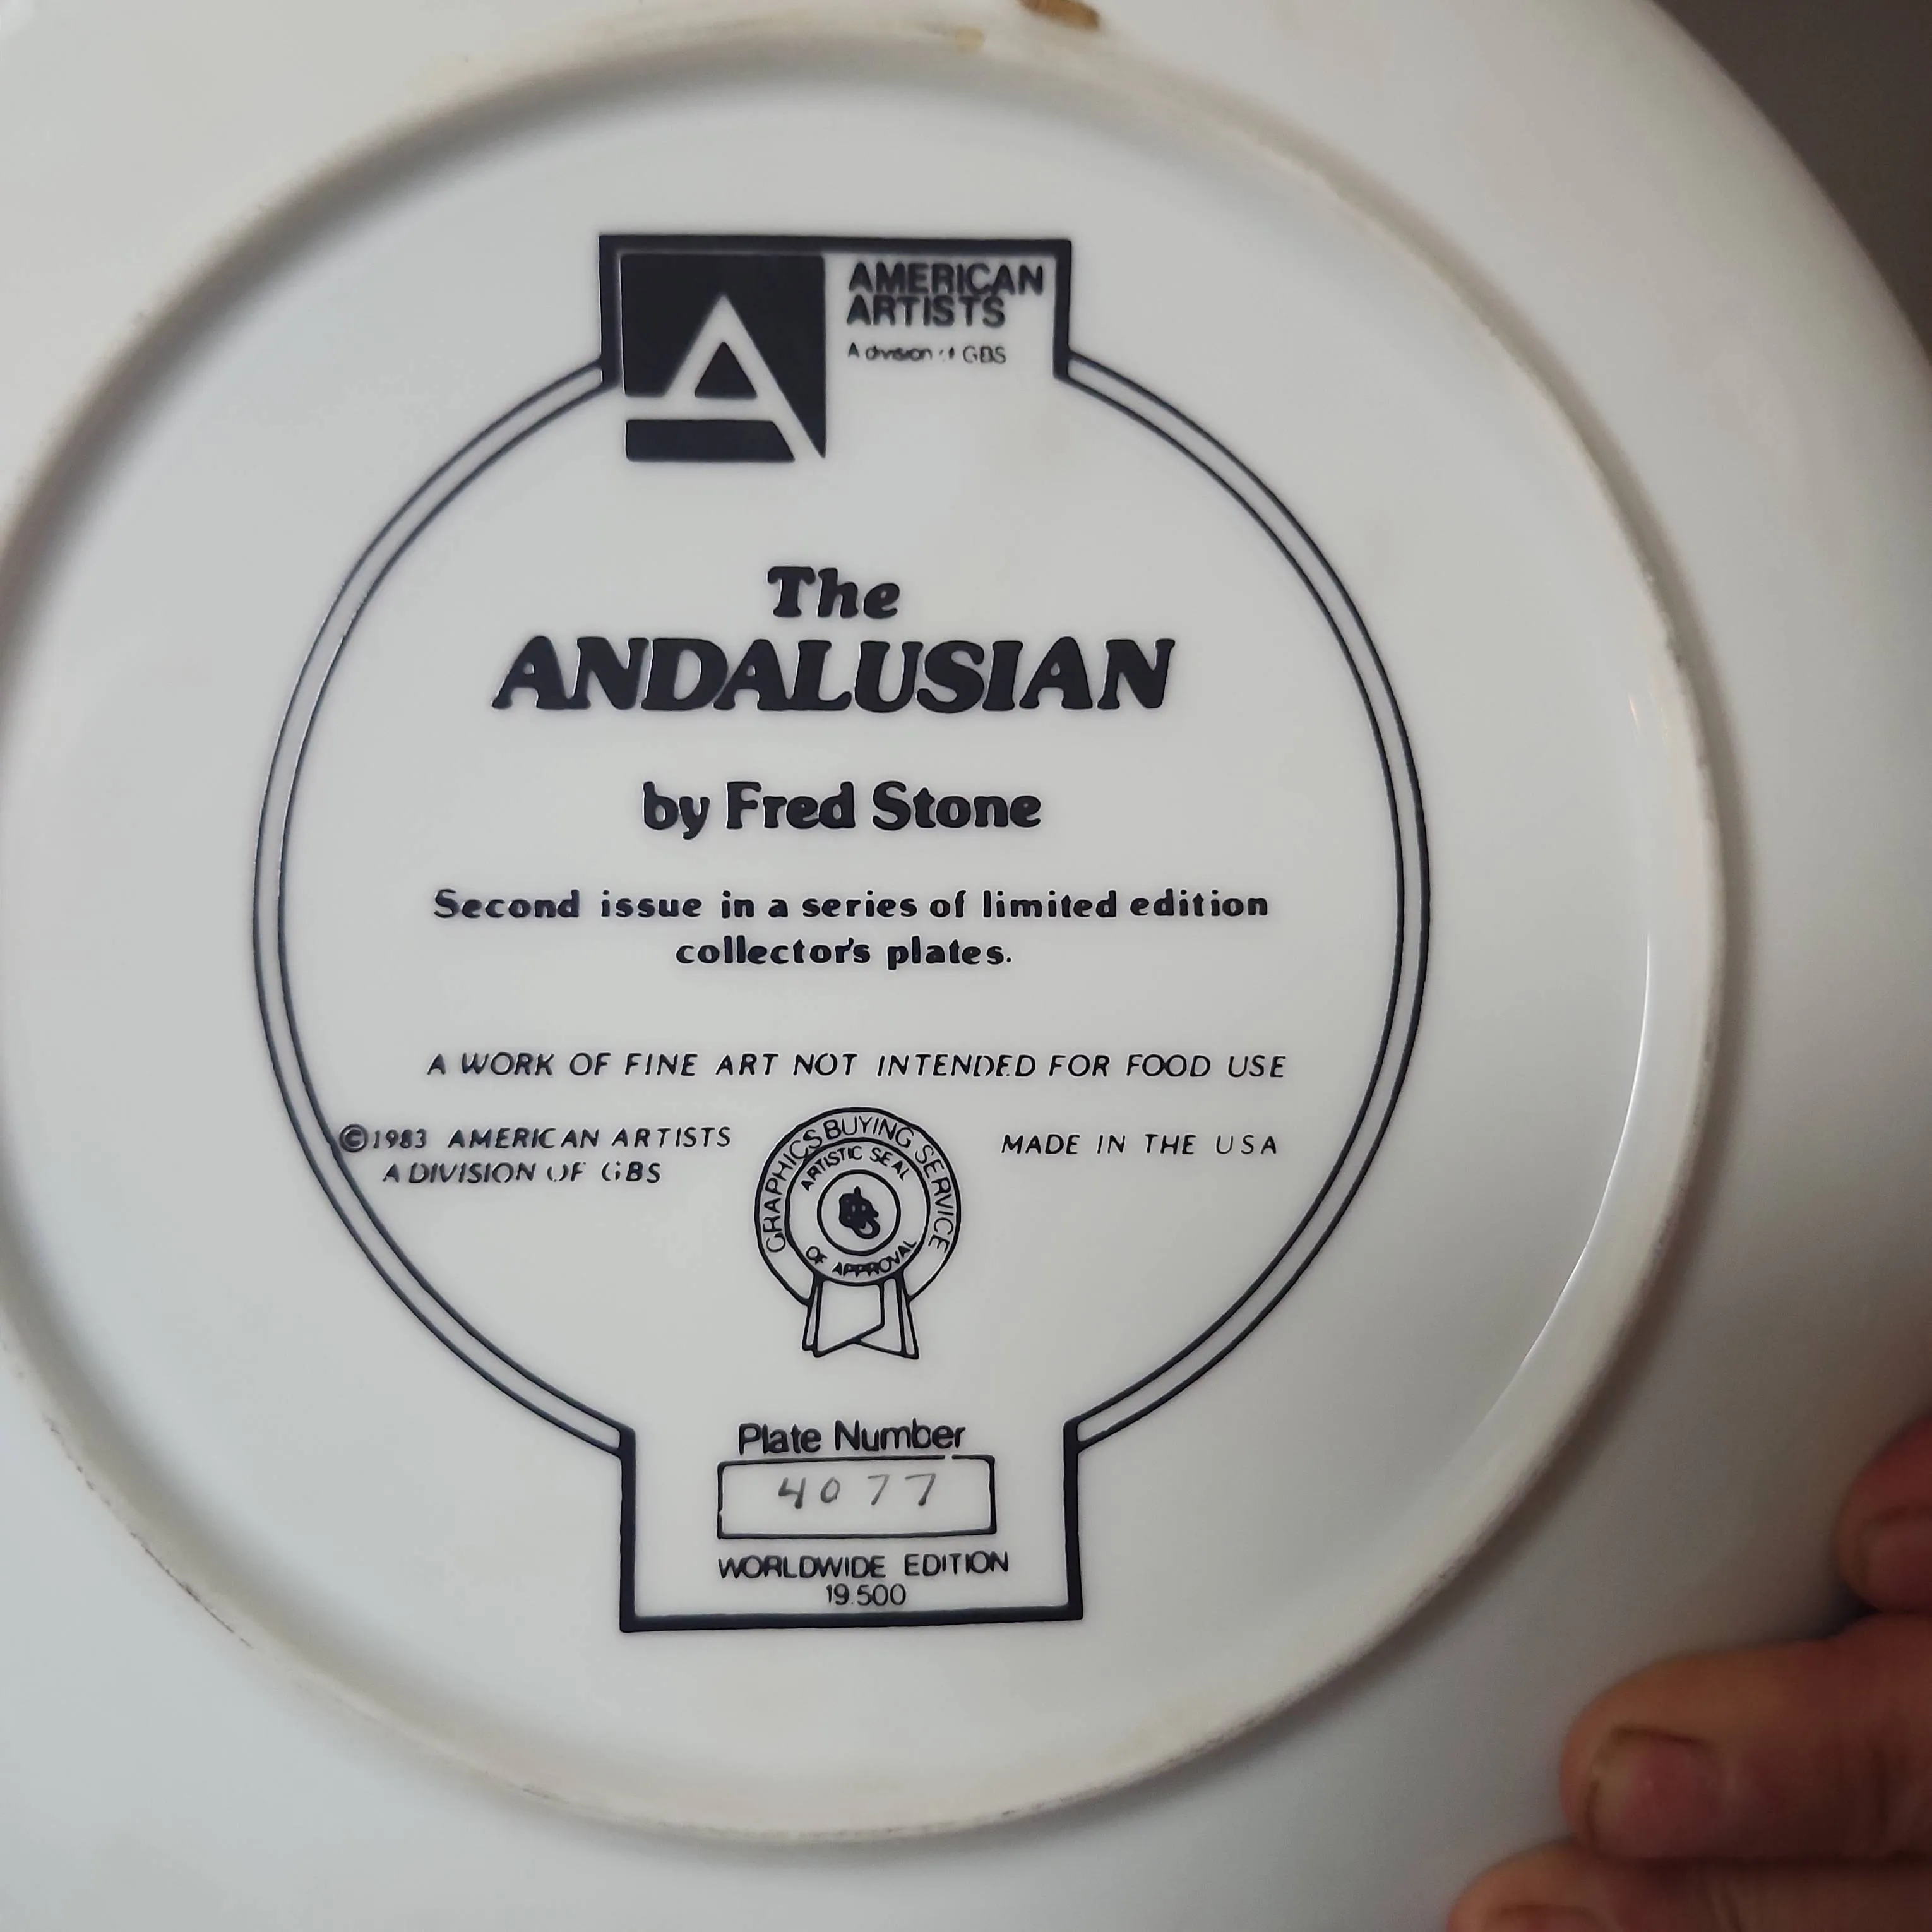 AMERICAN
ARTISTS
A division of GBS
The
ANDALUSIAN
by Fred Stone
Second issue in a series of limited edition
collector's plates.
A WORK OF FINE ART NOT INTENDED FOR FOOD USE
©1983 AMERICAN ARTISTS
A DIVISION OF GBS
GRAPHICS BUYING SERVICE
ARTISTIC SEAL
OF APPROVAL
MADE IN THE USA
Plate Number
4077
WORLDWIDE EDITION
19.500